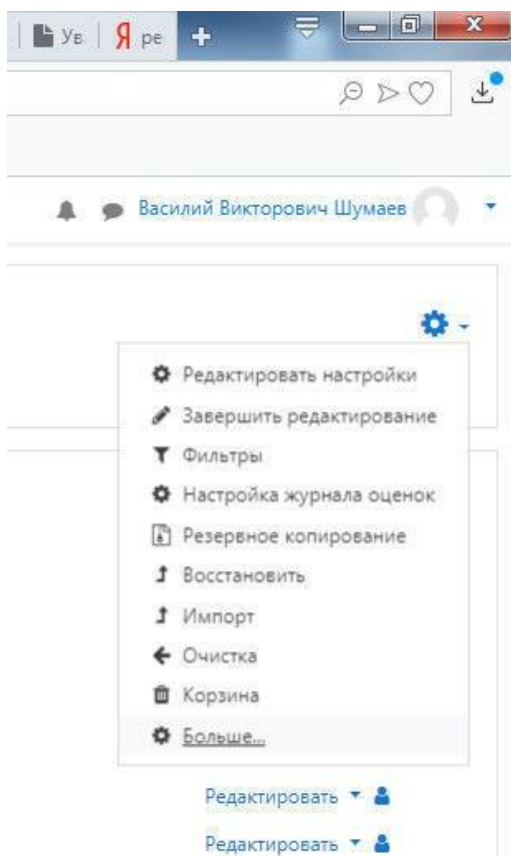 Ув. Я ре
Василий Викторович Шумаев
Редактировать настройки
Завершить редактирование
Фильтры
Настройка журнала оценок
Резервное копирование
Восстановить
Импорт
Очистка
Корзина
Больше...
Редактировать
Редактировать